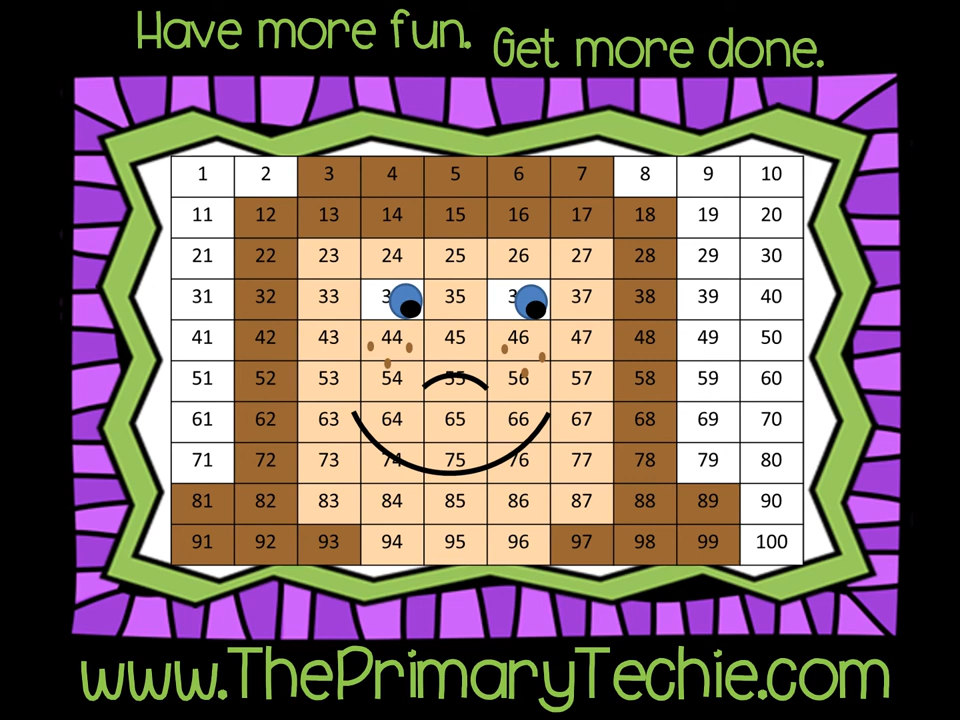 Have more fun. Get more done.
1 2 3 4 5 6 7 8 9 10
11 12 13 14 15 16 17 18 19 20
21 22 23 24 25 26 27 28 29 30
31 32 33 35 37 38 39 40
41 42 43 44 45 46 47 48 49 50
51 52 53 54 55 56 57 58 59 60
61 62 63 64 65 66 67 68 69 70
71 72 73 74 75 76 77 78 79 80
81 82 83 84 85 86 87 88 89 90
91 92 93 94 95 96 97 98 99 100
www.ThePrimaryTechie.com